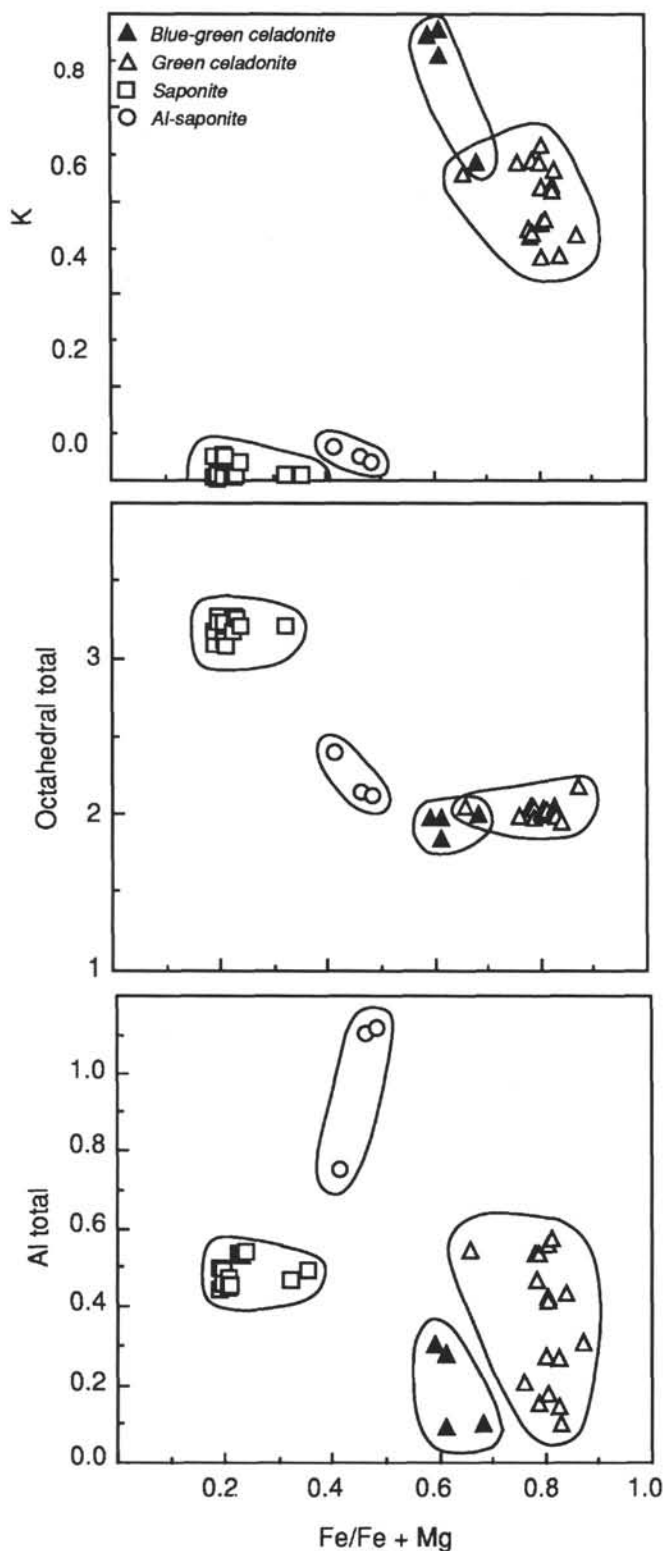 Blue-green celadonite
Green celadonite
Saponite
Al-saponite
0.8
0.6
0.4
0.2
0.0
K
3
2
1
Octahedral total
1.0
0.8
0.6
0.4
0.2
0.0
Al total
0.2 0.4 0.6 0.8 1.0
Fe/Fe + Mg